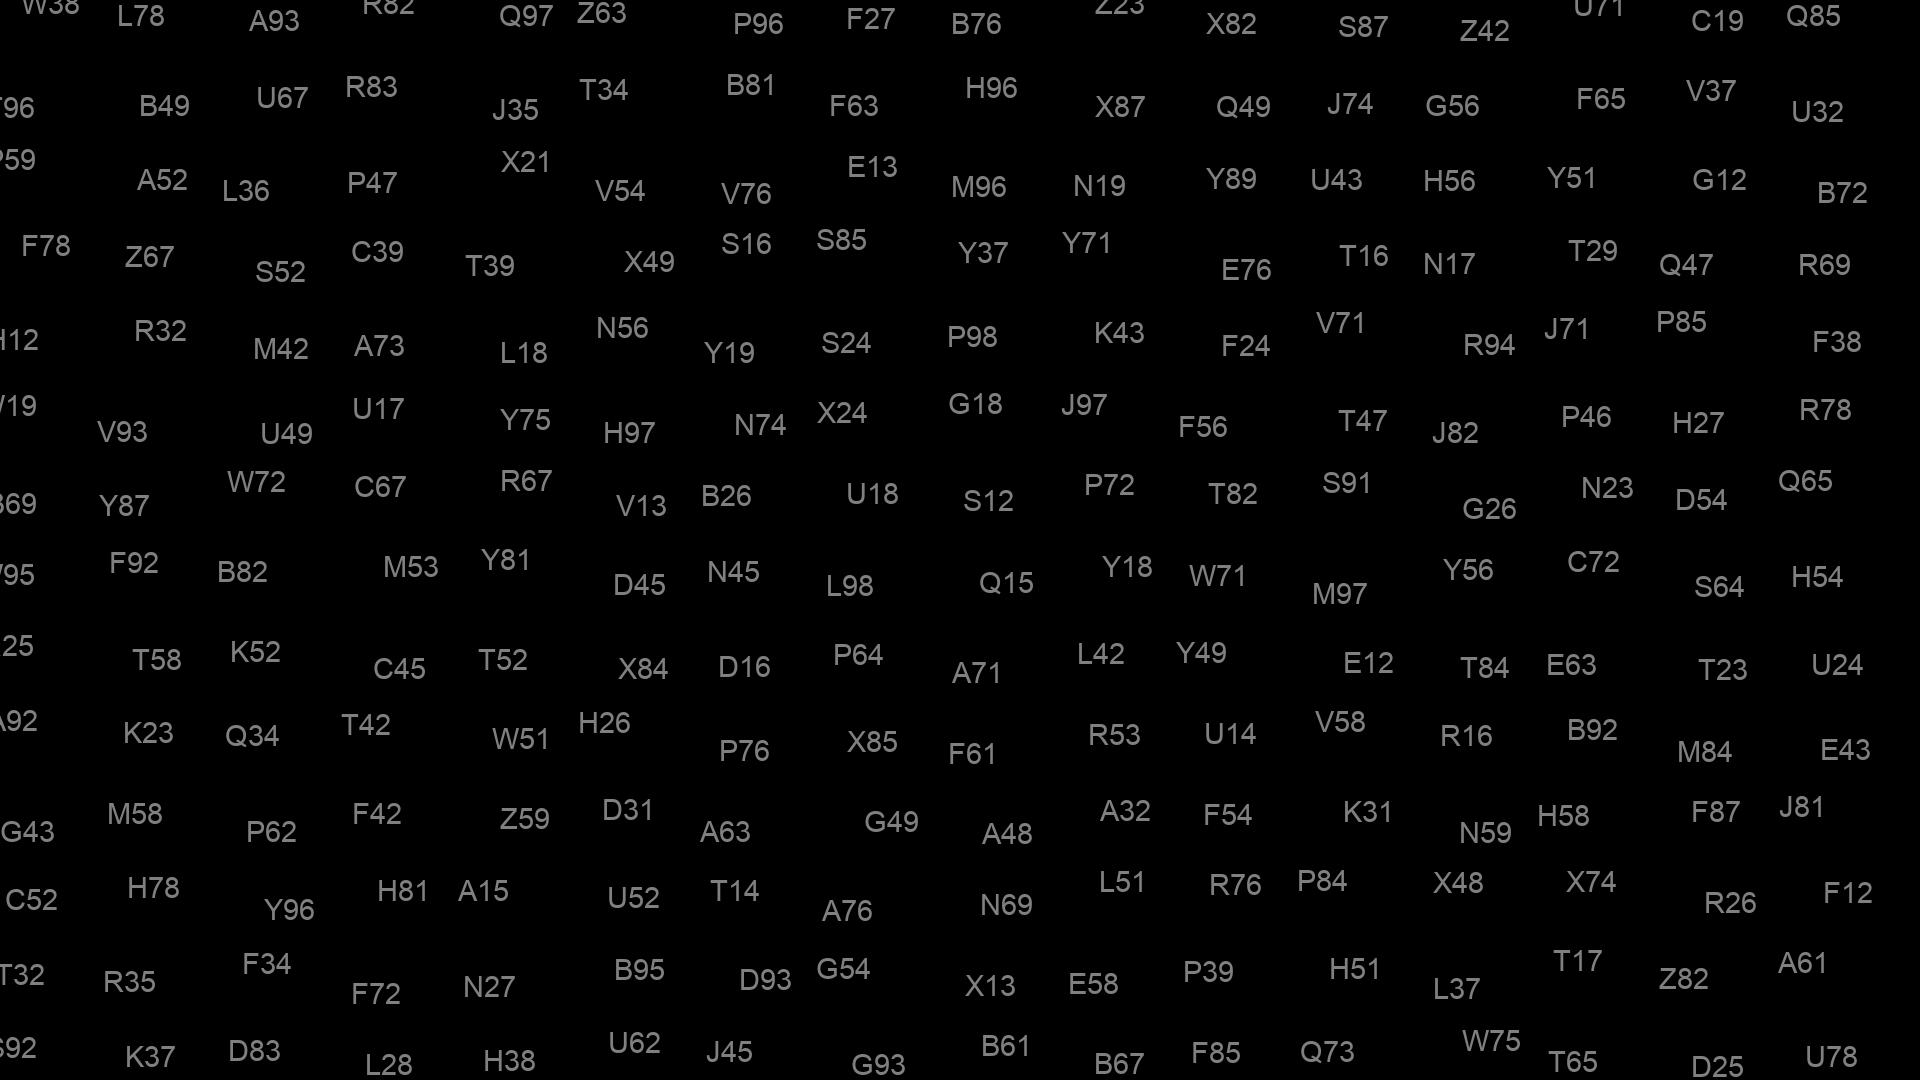 W38 L78 A93 R82 Q97 Z63 P96 F27 B76 Z23 X82 S87 Z42 U71 C19 Q85
B49 U67 R83 J35 T34 B81 F63 H96 X87 Q49 J74 G56 F65 V37 U32
A52 L36 P47 X21 V54 V76 E13 M96 N19 Y89 U43 H56 Y51 G12 B72
F78 Z67 S52 C39 T39 X49 S16 S85 Y37 Y71 E76 T16 N17 T29 Q47 R69
H12 R32 M42 A73 L18 N56 Y19 S24 P98 K43 F24 V71 R94 J71 P85 F38
V93 U49 U17 Y75 H97 N74 X24 G18 J97 F56 T47 J82 P46 H27 R78
Y87 W72 C67 R67 V13 B26 U18 S12 P72 T82 S91 G26 N23 D54 Q65
F92 B82 M53 Y81 D45 N45 L98 Q15 Y18 W71 M97 Y56 C72 S64 H54
T58 K52 C45 T52 X84 D16 P64 A71 L42 Y49 E12 T84 E63 T23 U24
A92 K23 Q34 T42 W51 H26 P76 X85 F61 R53 U14 V58 R16 B92 M84 E43
G43 M58 P62 F42 Z59 D31 A63 G49 A48 A32 F54 K31 N59 H58 F87 J81
C52 H78 Y96 H81 A15 U52 T14 A76 N69 L51 R76 P84 X48 X74 R26 F12
T32 R35 F34 F72 N27 B95 D93 G54 X13 E58 P39 H51 L37 T17 Z82 A61
K37 D83 L28 H38 U62 J45 G93 B61 B67 F85 Q73 W75 T65 D25 U78